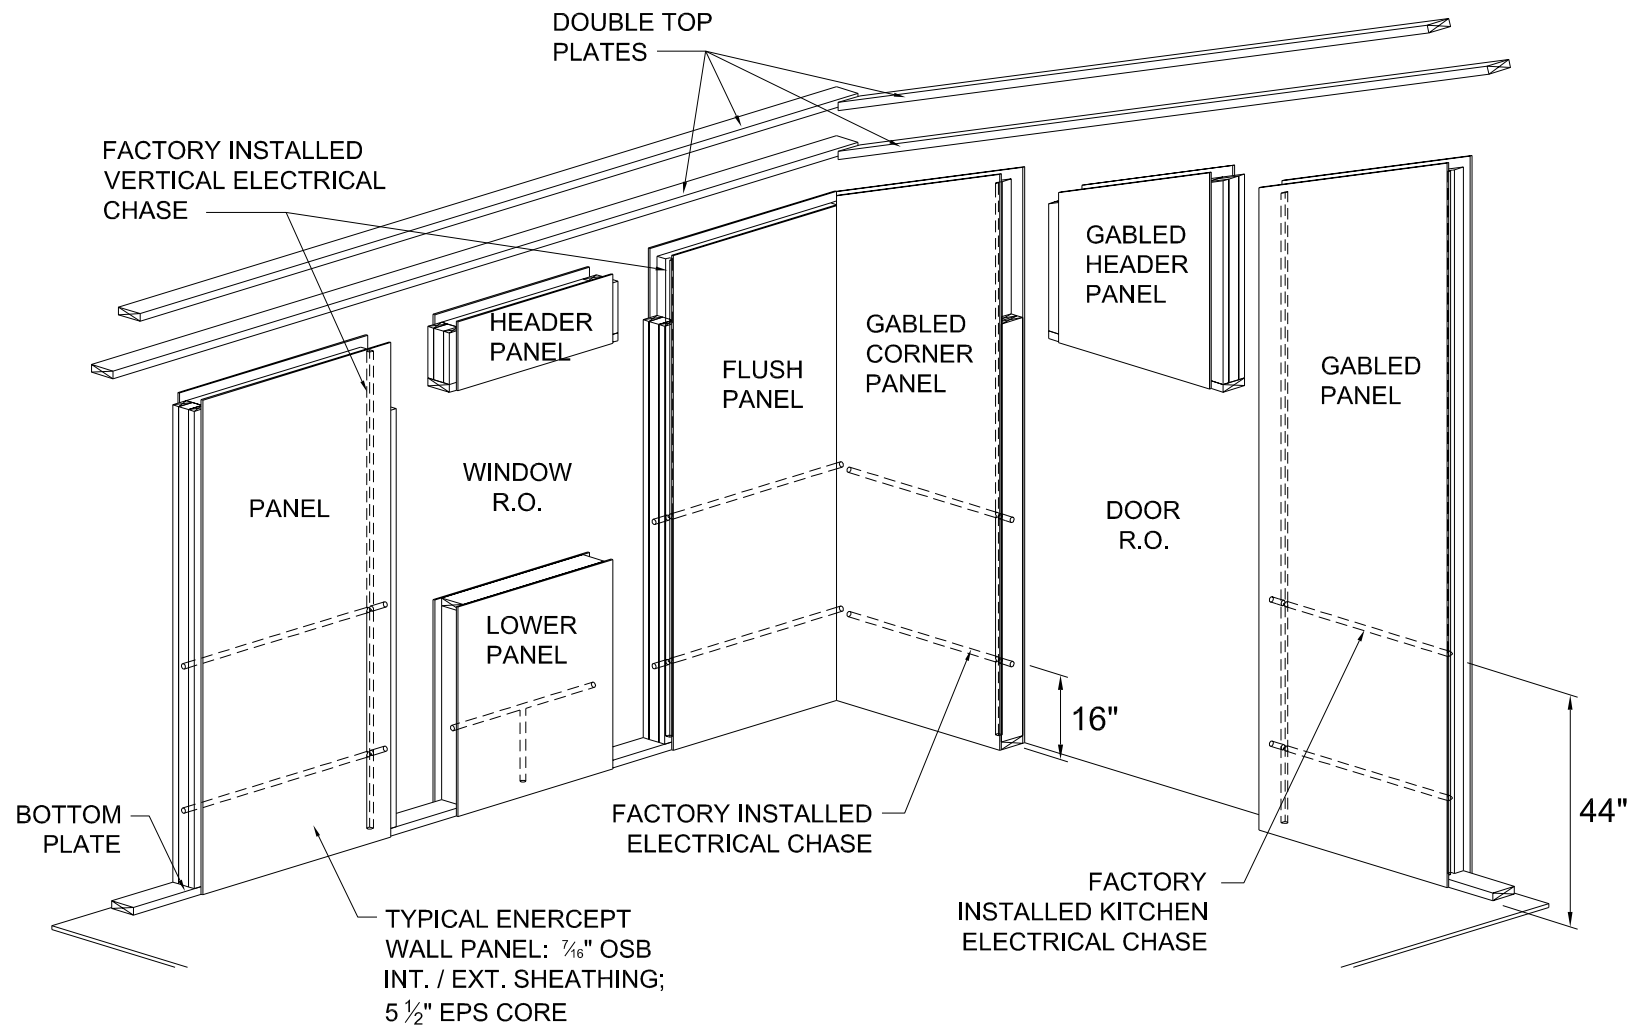 DOUBLE TOP
PLATES
FACTORY INSTALLED
VERTICAL ELECTRICAL
CHASE
HEADER
PANEL
GABLED
HEADER
PANEL
FLUSH
PANEL
GABLED
CORNER
PANEL
GABLED
PANEL
PANEL
WINDOW
R.O.
DOOR
R.O.
LOWER
PANEL
16"
44"
BOTTOM
PLATE
FACTORY INSTALLED
ELECTRICAL CHASE
FACTORY
INSTALLED KITCHEN
ELECTRICAL CHASE
TYPICAL ENERCEPT
WALL PANEL: 7/16" OSB
INT. / EXT. SHEATHING;
5 1/2" EPS CORE